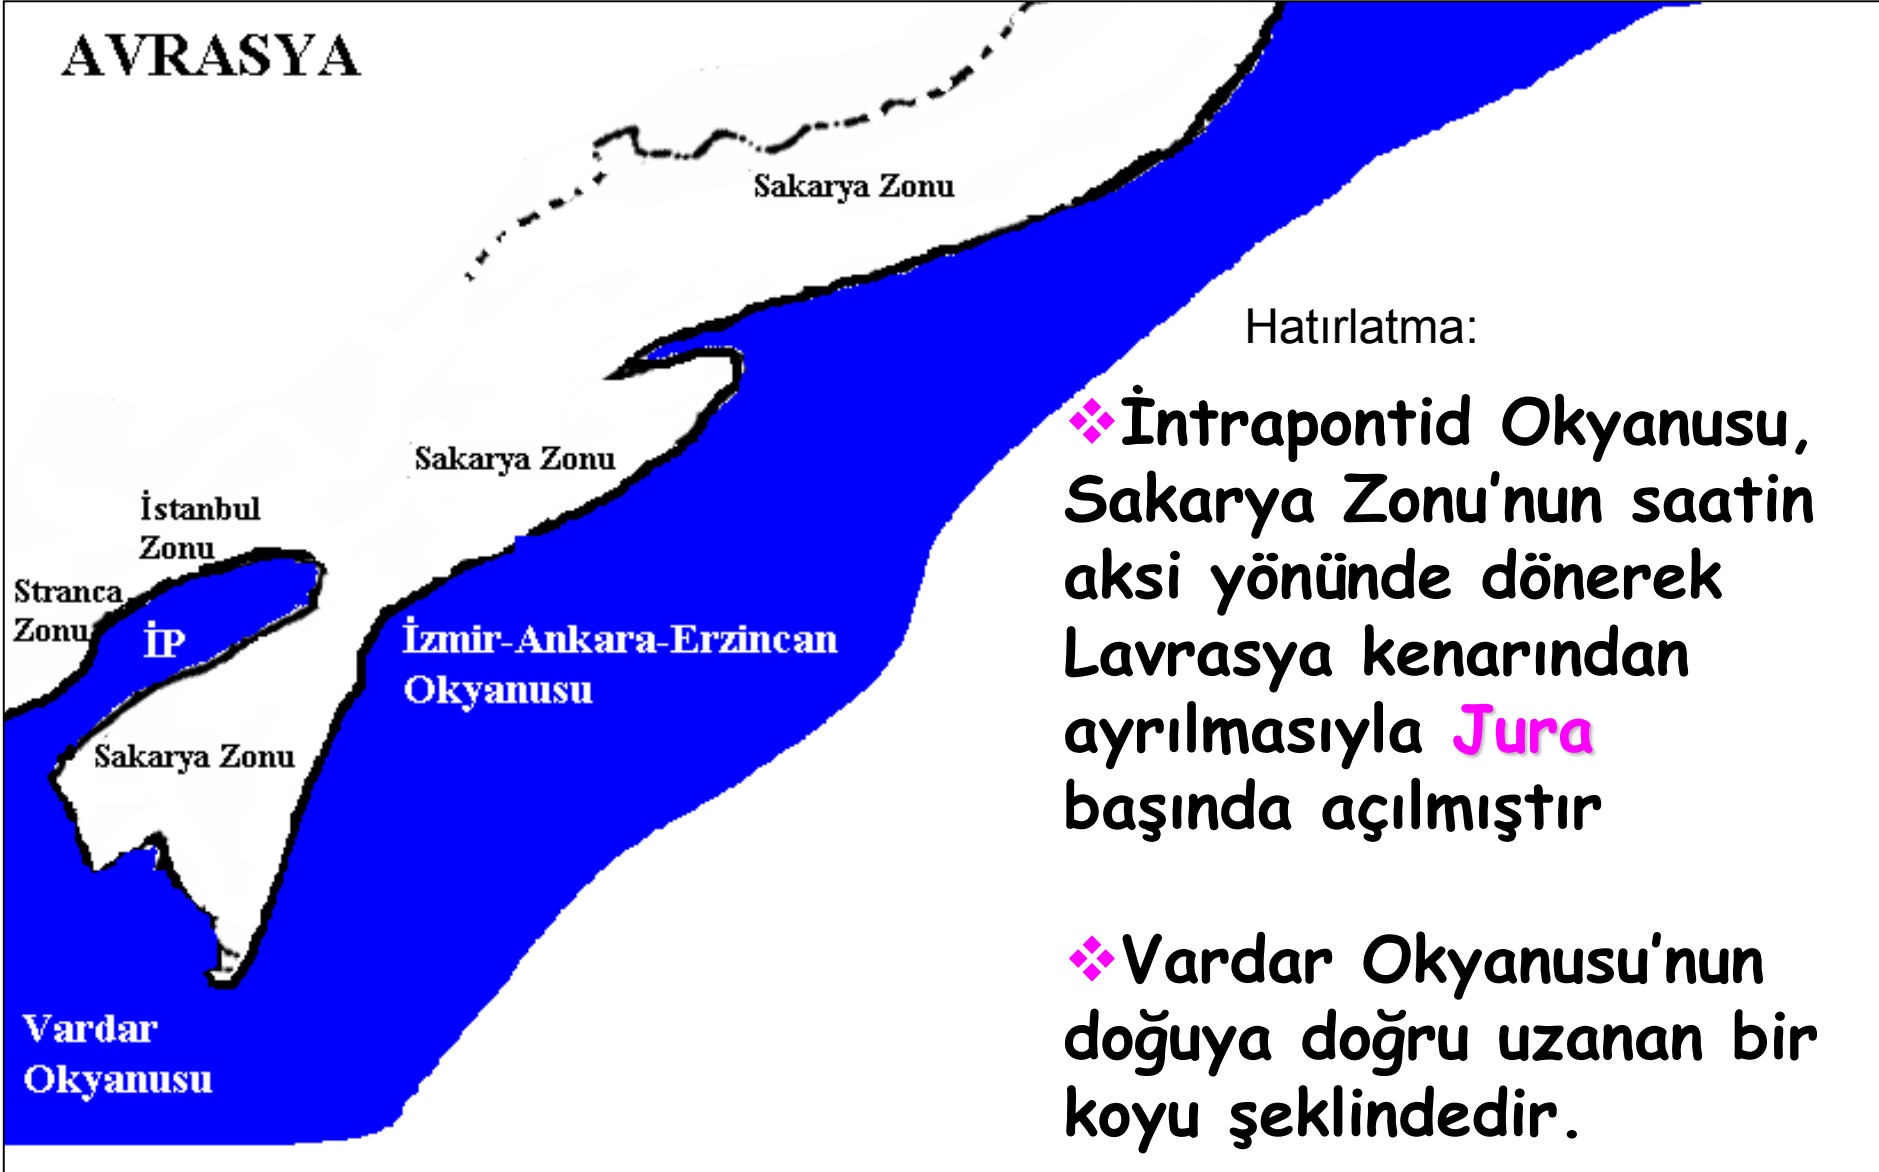 AVRASYA
Sakarya Zonu
Hatırlatma:
❖İntrapontid Okyanusu,
Sakarya Zonu'nun saatin
aksi yönünde dönerek
Lavrasya kenarından
ayrılmasıyla Jura
başında açılmıştır
Sakarya Zonu
İstanbul
Zonu
Stranca
Zonu
İP
İzmir-Ankara-Erzincan
Okyanusu
Sakarya Zonu
❖Vardar Okyanusu'nun
doğuya doğru uzanan bir
koyu şeklindedir.
Vardar
Okyanusu